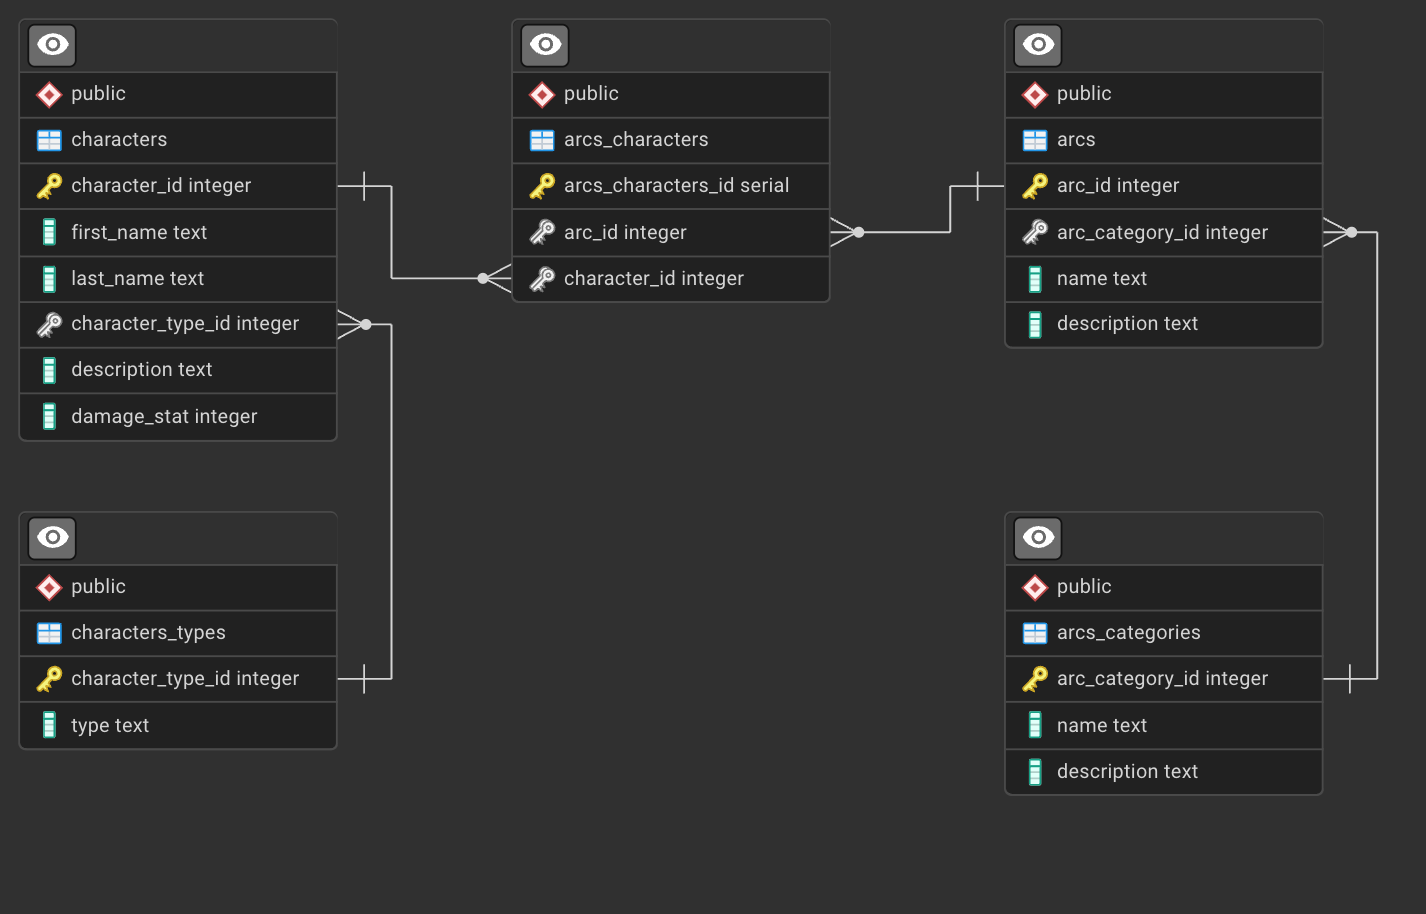 public
characters
character_id integer
first_name text
last_name text
character_type_id integer
description text
damage_stat integer
public
arcs_characters
arcs_characters_id serial
arc_id integer
character_id integer
public
arcs
arc_id integer
arc_category_id integer
name text
description text
public
characters_types
character_type_id integer
type text
public
arcs_categories
arc_category_id integer
name text
description text